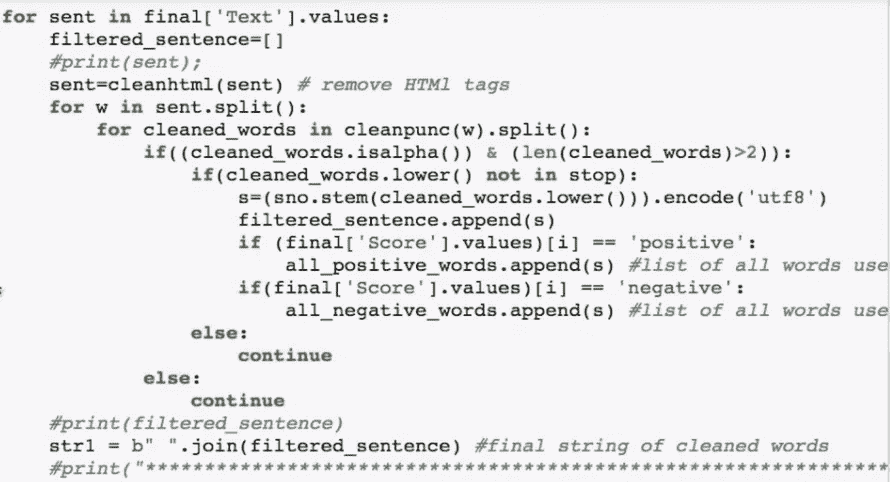 for sent in final['Text'].values:
    filtered_sentence=[]
    #print(sent);
    sent=cleanhtml(sent) # remove HTMl tags
    for w in sent.split():
        for cleaned_words in cleanpunc(w).split():
            if((cleaned_words.isalpha()) & (len(cleaned_words)>2)):
                if(cleaned_words.lower() not in stop):
                    s=(sno.stem(cleaned_words.lower())).encode('utf8')
                    filtered_sentence.append(s)
                    if (final['Score'].values)[i] == 'positive':
                        all_positive_words.append(s) #list of all words use
                    if(final['Score'].values)[i] == 'negative':
                        all_negative_words.append(s) #list of all words use
                else:
                    continue
            else:
                continue
    #print(filtered_sentence)
    str1 = b" ".join(filtered_sentence) #final string of cleaned words
    #print("***************************************************************